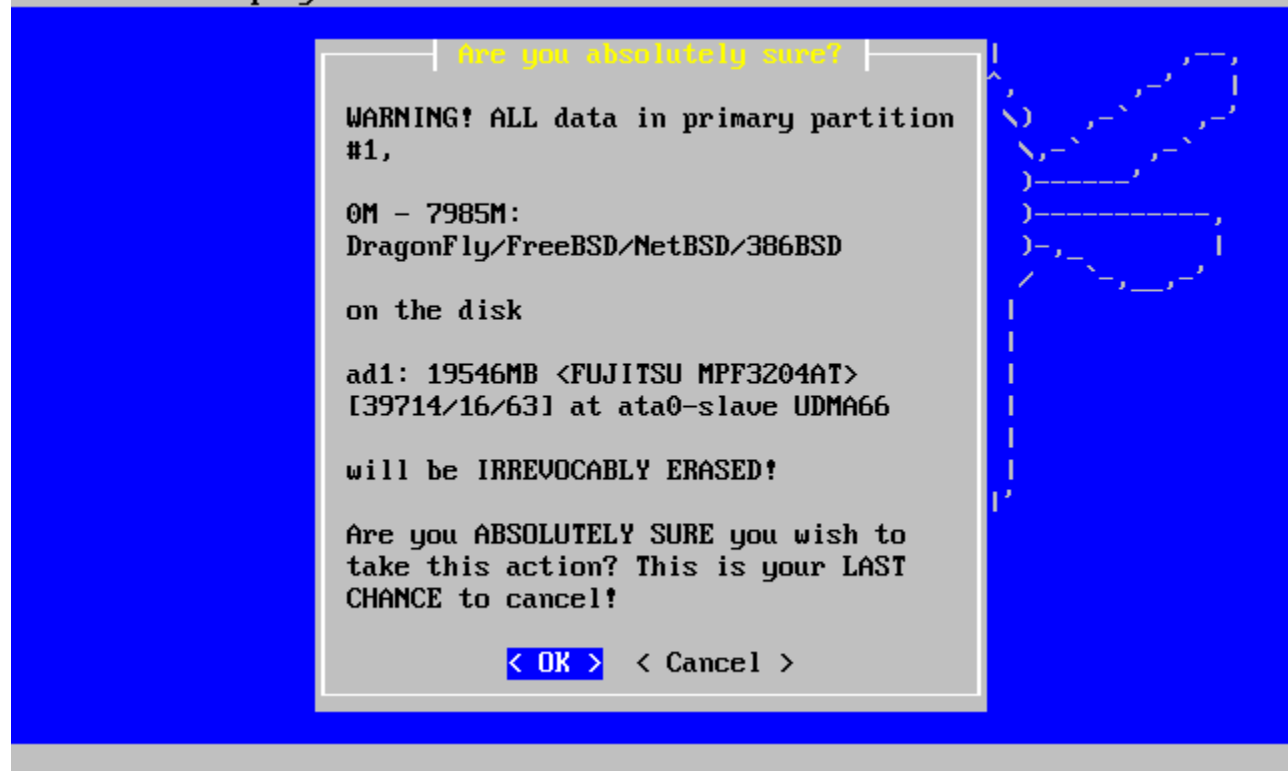 Are you absolutely sure?
WARNING! ALL data in primary partition
#1,
0M - 7985M:
DragonFly/FreeBSD/NetBSD/386BSD
on the disk
ad1: 19546MB <FUJITSU MPF3204AT>
[39714/16/63] at ata0-slave UDMA66
will be IRREVOCABLY ERASED!
Are you ABSOLUTELY SURE you wish to
take this action? This is your LAST
CHANCE to cancel!
< OK > < Cancel >